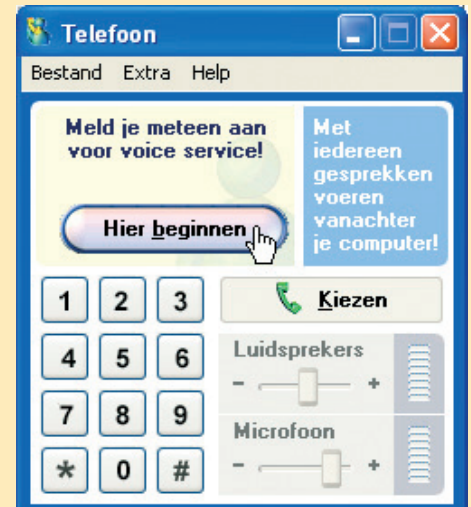 Telefoon
Bestand Extra Help
Meld je meteen aan
voor voice service!
Hier beginnen
Met
iedereen
gesprekken
voeren
vanachter
je computer!
1 2 3
4 5 6
7 8 9
* 0 #
Kiezen
Luidsprekers
- +
Microfoon
- +